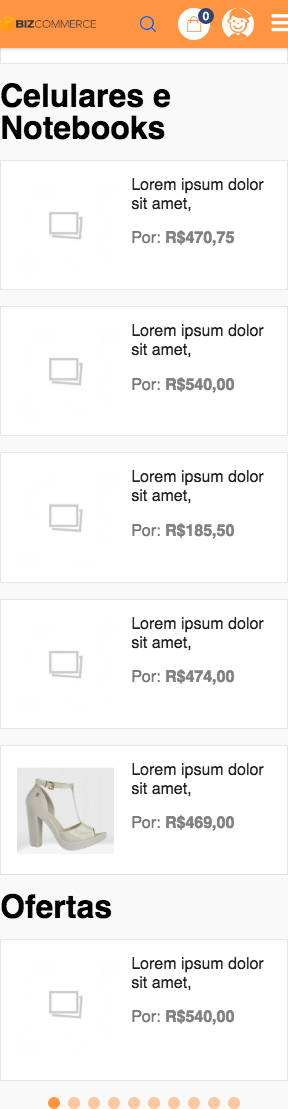 BIZCOMMERCE
0
Celulares e
Notebooks
Lorem ipsum dolor
sit amet,
Por: R$470,75
Lorem ipsum dolor
sit amet,
Por: R$540,00
Lorem ipsum dolor
sit amet,
Por: R$185,50
Lorem ipsum dolor
sit amet,
Por: R$474,00
Lorem ipsum dolor
sit amet,
Por: R$469,00
Ofertas
Lorem ipsum dolor
sit amet,
Por: R$540,00